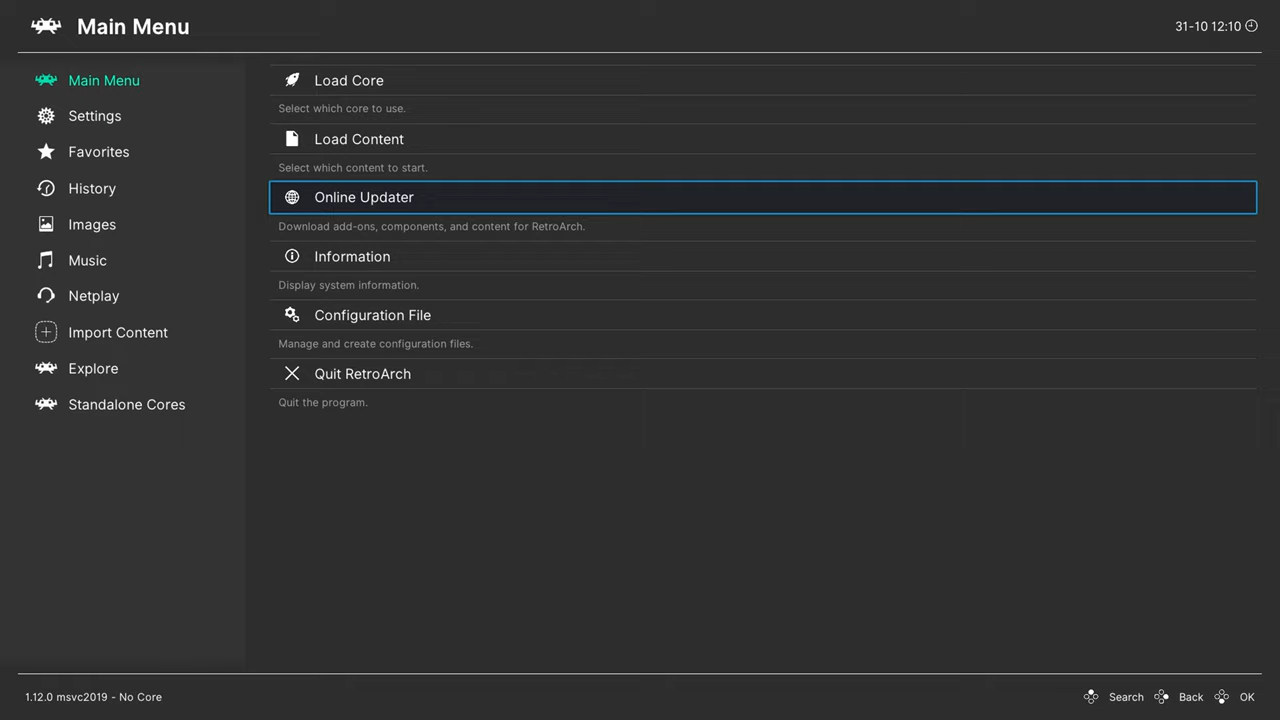 Main Menu
31-10 12:10
Main Menu
Settings
Favorites
History
Images
Music
Netplay
Import Content
Explore
Standalone Cores
Load Core
Select which core to use.
Load Content
Select which content to start.
Online Updater
Download add-ons, components, and content for RetroArch.
Information
Display system information.
Configuration File
Manage and create configuration files.
Quit RetroArch
Quit the program.
1.12.0 msvc2019 - No Core
Search Back OK